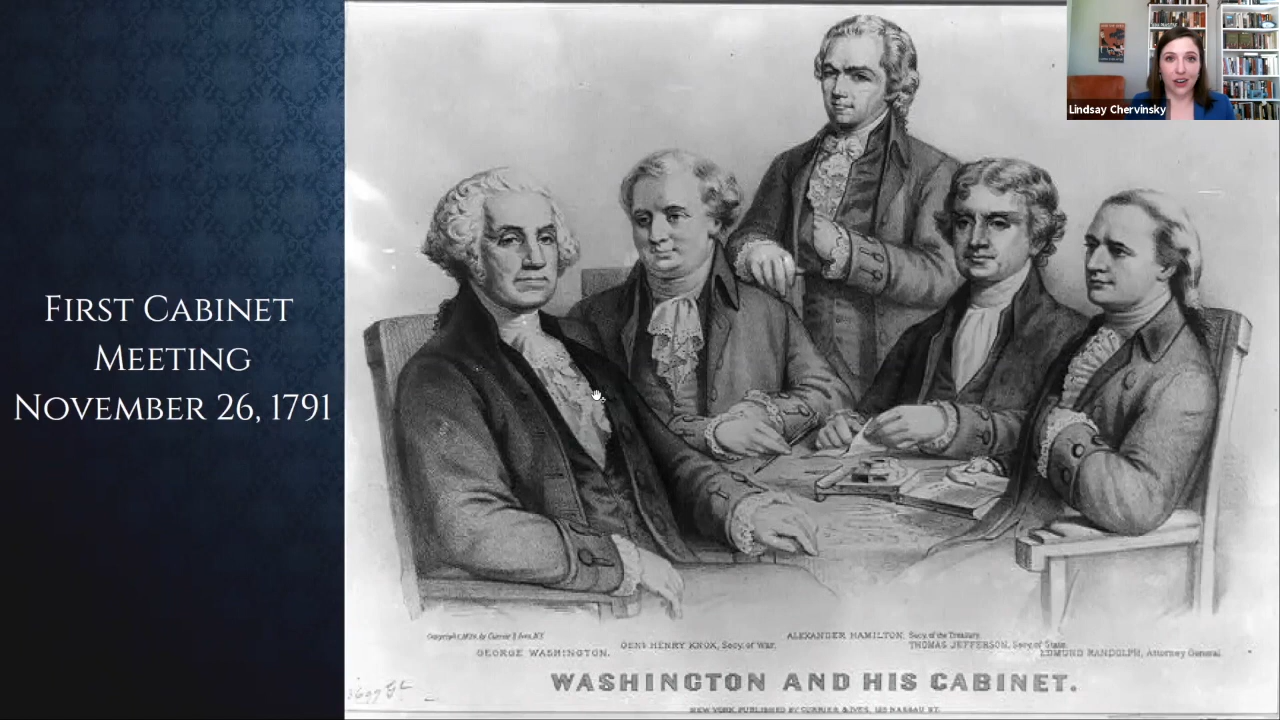 Lindsay Chervinsky
FIRST CABINET
MEETING
NOVEMBER 26, 1791
ALEXANDER HAMILTON, Secy. of the Treasury.
GENL HENRY KNOX, Secy. of War.
THOMAS JEFFERSON, Secy. of State.
GEORGE WASHINGTON.
EDMUND RANDOLPH, Attorney General.
WASHINGTON AND HIS CABINET.
NEW YORK, PUBLISHED BY CURRIER & IVES, 125 NASSAU ST.